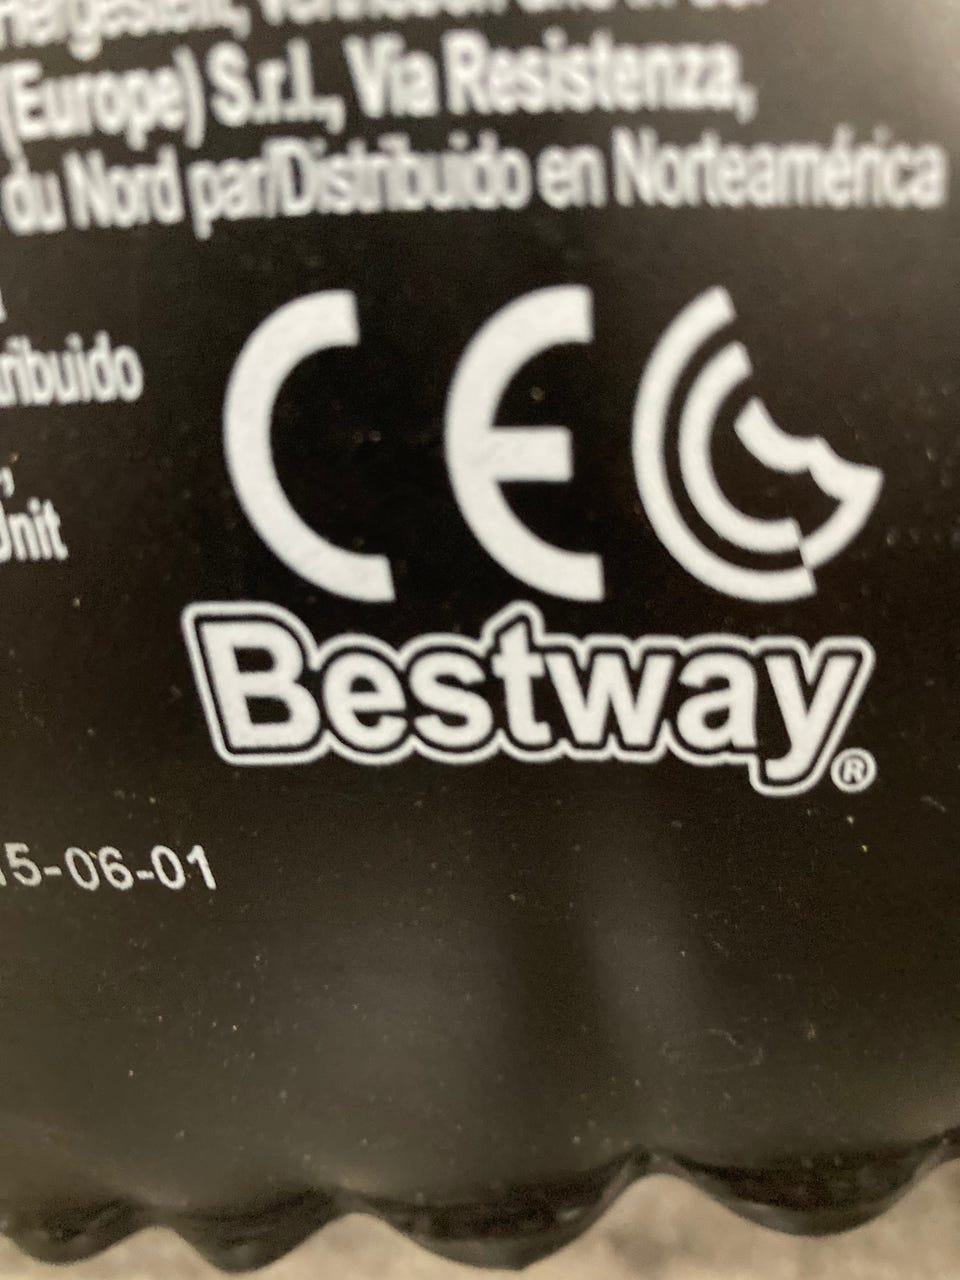 (Europe) S.r.l., Via Resistenza,
du Nord par/Distribuido en Norteamérica
CE
Bestway®
5-06-01